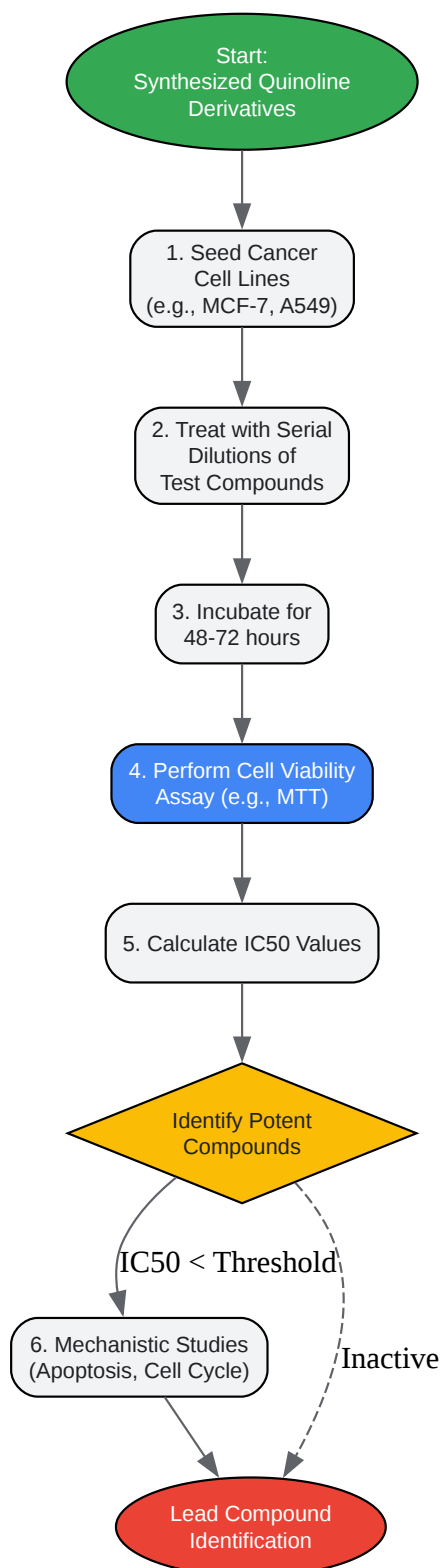 Start:
Synthesized Quinoline
Derivatives
1. Seed Cancer
Cell Lines
(e.g., MCF-7, A549)
2. Treat with Serial
Dilutions of
Test Compounds
3. Incubate for
48-72 hours
4. Perform Cell Viability
Assay (e.g., MTT)
5. Calculate IC50 Values
Identify Potent
Compounds
IC50 < Threshold
6. Mechanistic Studies
(Apoptosis, Cell Cycle)
Inactive
Lead Compound
Identification